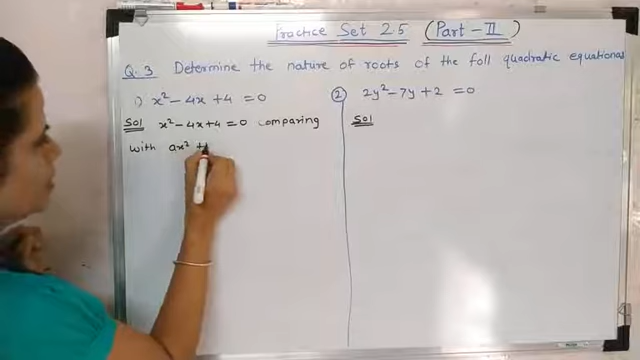 Practice Set 2.5 (Part - II)
Q.3 Determine the nature of roots of the foll quadratic equations
1) x² - 4x + 4 = 0
Sol x² - 4x + 4 = 0 comparing
with ax² +
② 2y² - 7y + 2 = 0
Sol